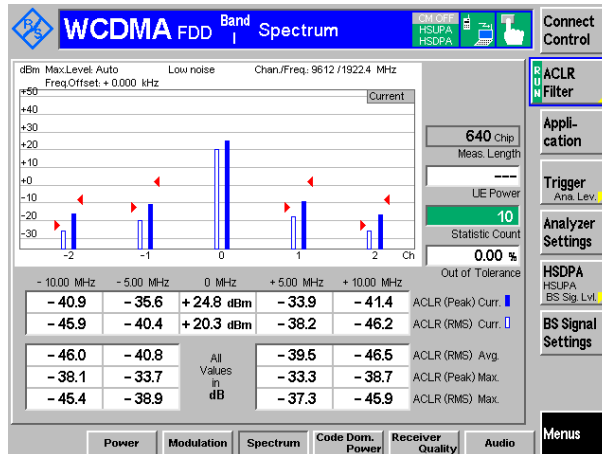 R/S
WCDMA FDD Band I Spectrum
CM OFF
HSUPA
HSDPA
Connect Control
dBm Max.Level: Auto Low noise Chan./Freq.: 9612 / 1922.4 MHz
Freq.Offset: + 0.000 kHz
Current
+50
+40
+30
+20
+10
+0
-10
-20
-30
-2 -1 0 1 2 Ch
640 Chip
Meas. Length
---
UE Power
10
Statistic Count
0.00 %
Out of Tolerance
RUN
ACLR Filter
Appli-cation
Trigger
Ana. Lev.
Analyzer Settings
HSDPA
HSUPA
BS Sig. Lvl.
BS Signal Settings
Menus
- 10.00 MHz - 5.00 MHz 0 MHz + 5.00 MHz + 10.00 MHz
- 40.9 - 35.6 + 24.8 dBm - 33.9 - 41.4 ACLR (Peak) Curr.
- 45.9 - 40.4 + 20.3 dBm - 38.2 - 46.2 ACLR (RMS) Curr.
- 46.0 - 40.8 - 39.5 - 46.5 ACLR (RMS) Avg.
- 38.1 - 33.7 - 33.3 - 38.7 ACLR (Peak) Max.
- 45.4 - 38.9 - 37.3 - 45.9 ACLR (RMS) Max.
All
Values
in
dB
Power Modulation Spectrum Code Dom. Power Receiver Quality Audio